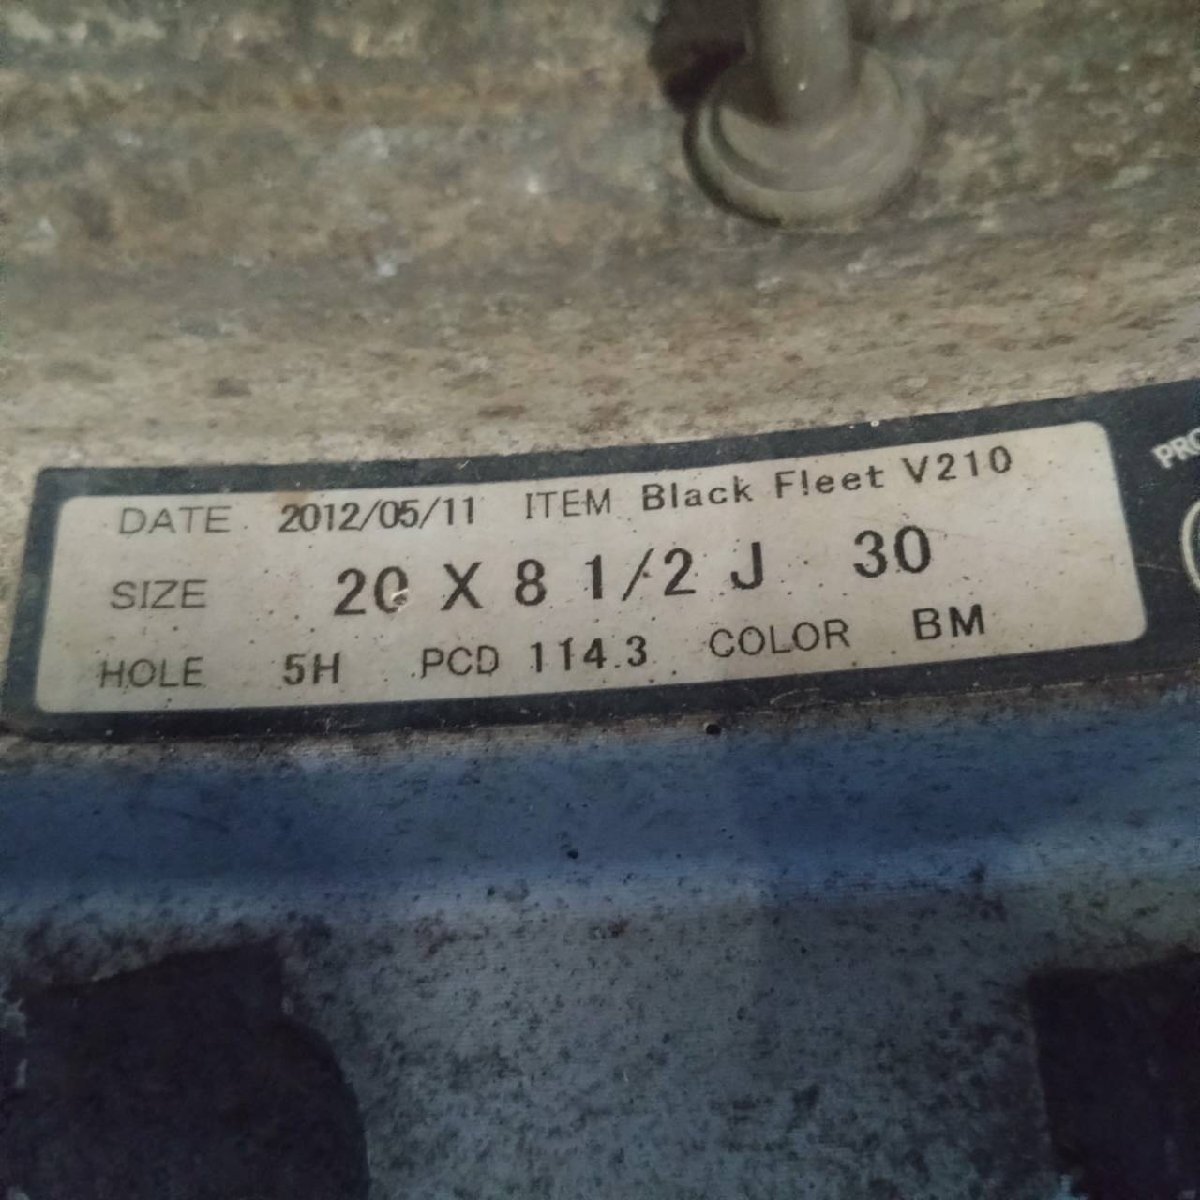 DATE 2012/05/11 ITEM Black Fleet V210
SIZE 20 X 8 1/2 J 30
HOLE 5H PCD 114.3 COLOR BM